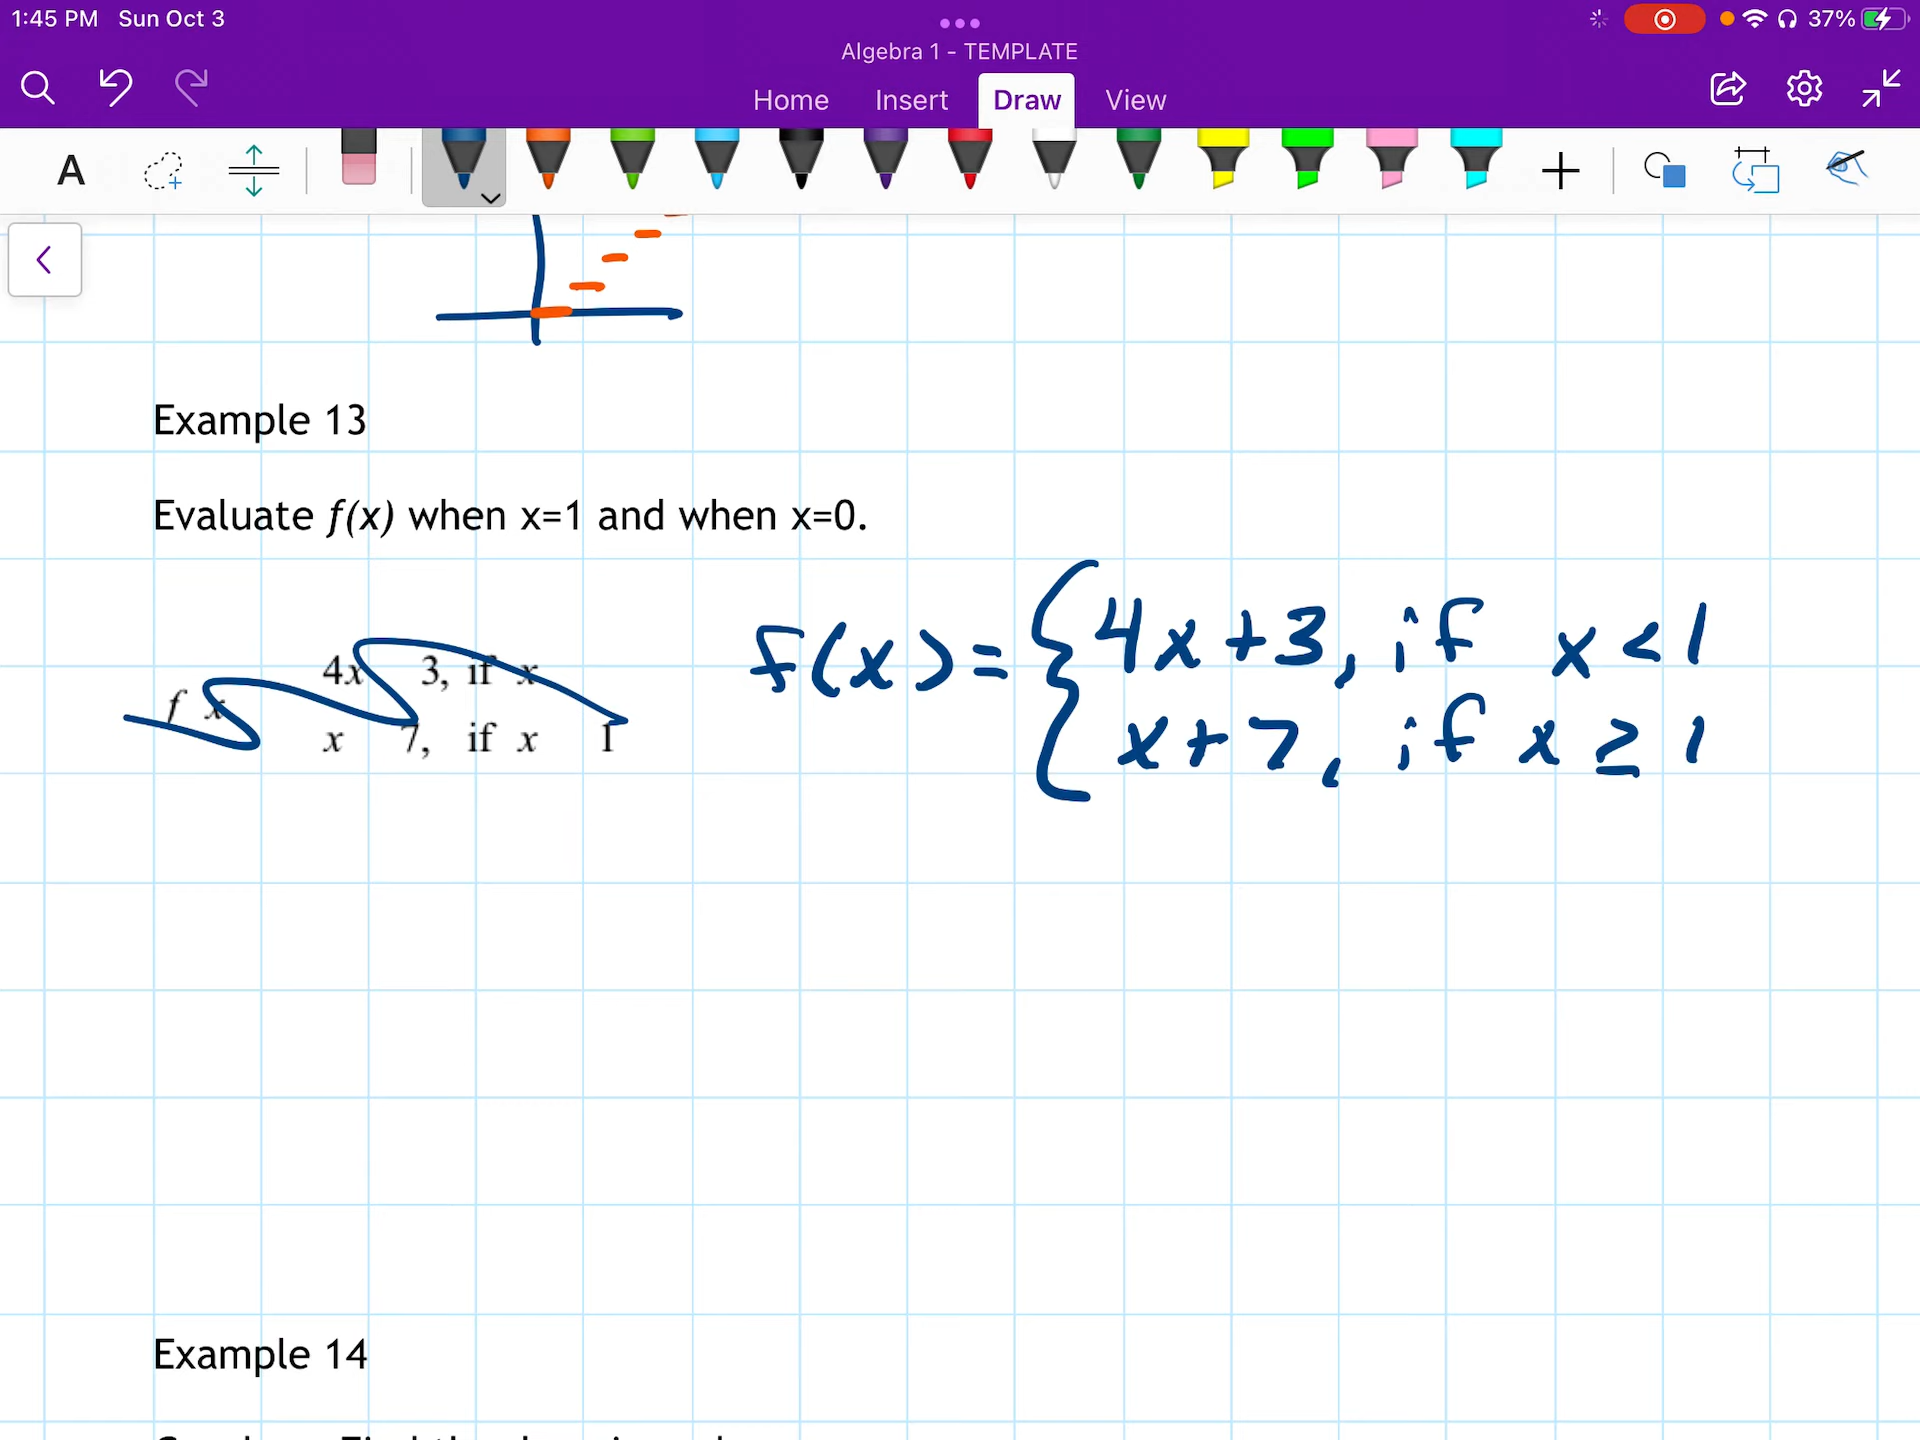 1:45 PM Sun Oct 3
37%
Algebra 1 - TEMPLATE
Home Insert Draw View
A
Example 13
Evaluate f(x) when x=1 and when x=0.
4x 3, if x
f x
x 7, if x 1
f(x)= { 4x+3, if x<1
x+7, if x ≥ 1
Example 14